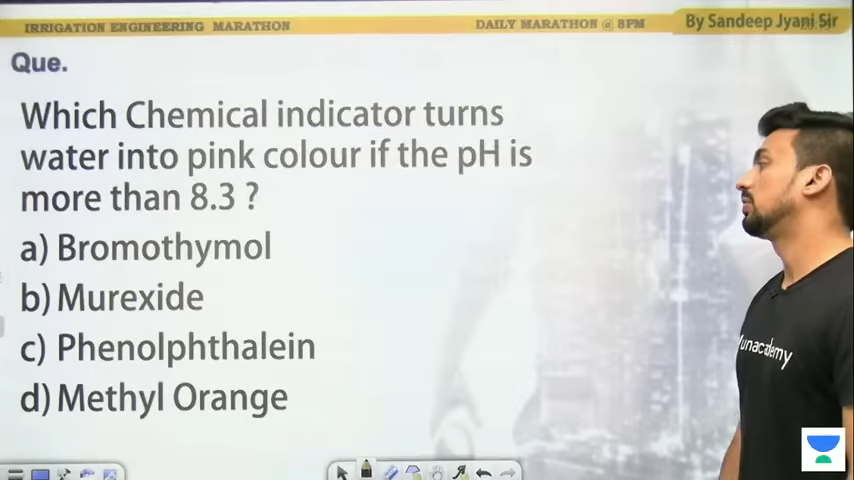 IRRIGATION ENGINEERING MARATHON
DAILY MARATHON @ 8PM
By Sandeep Jyani Sir
Que.
Which Chemical indicator turns
water into pink colour if the pH is
more than 8.3 ?
a) Bromothymol
b) Murexide
c) Phenolphthalein
d) Methyl Orange
unacademy